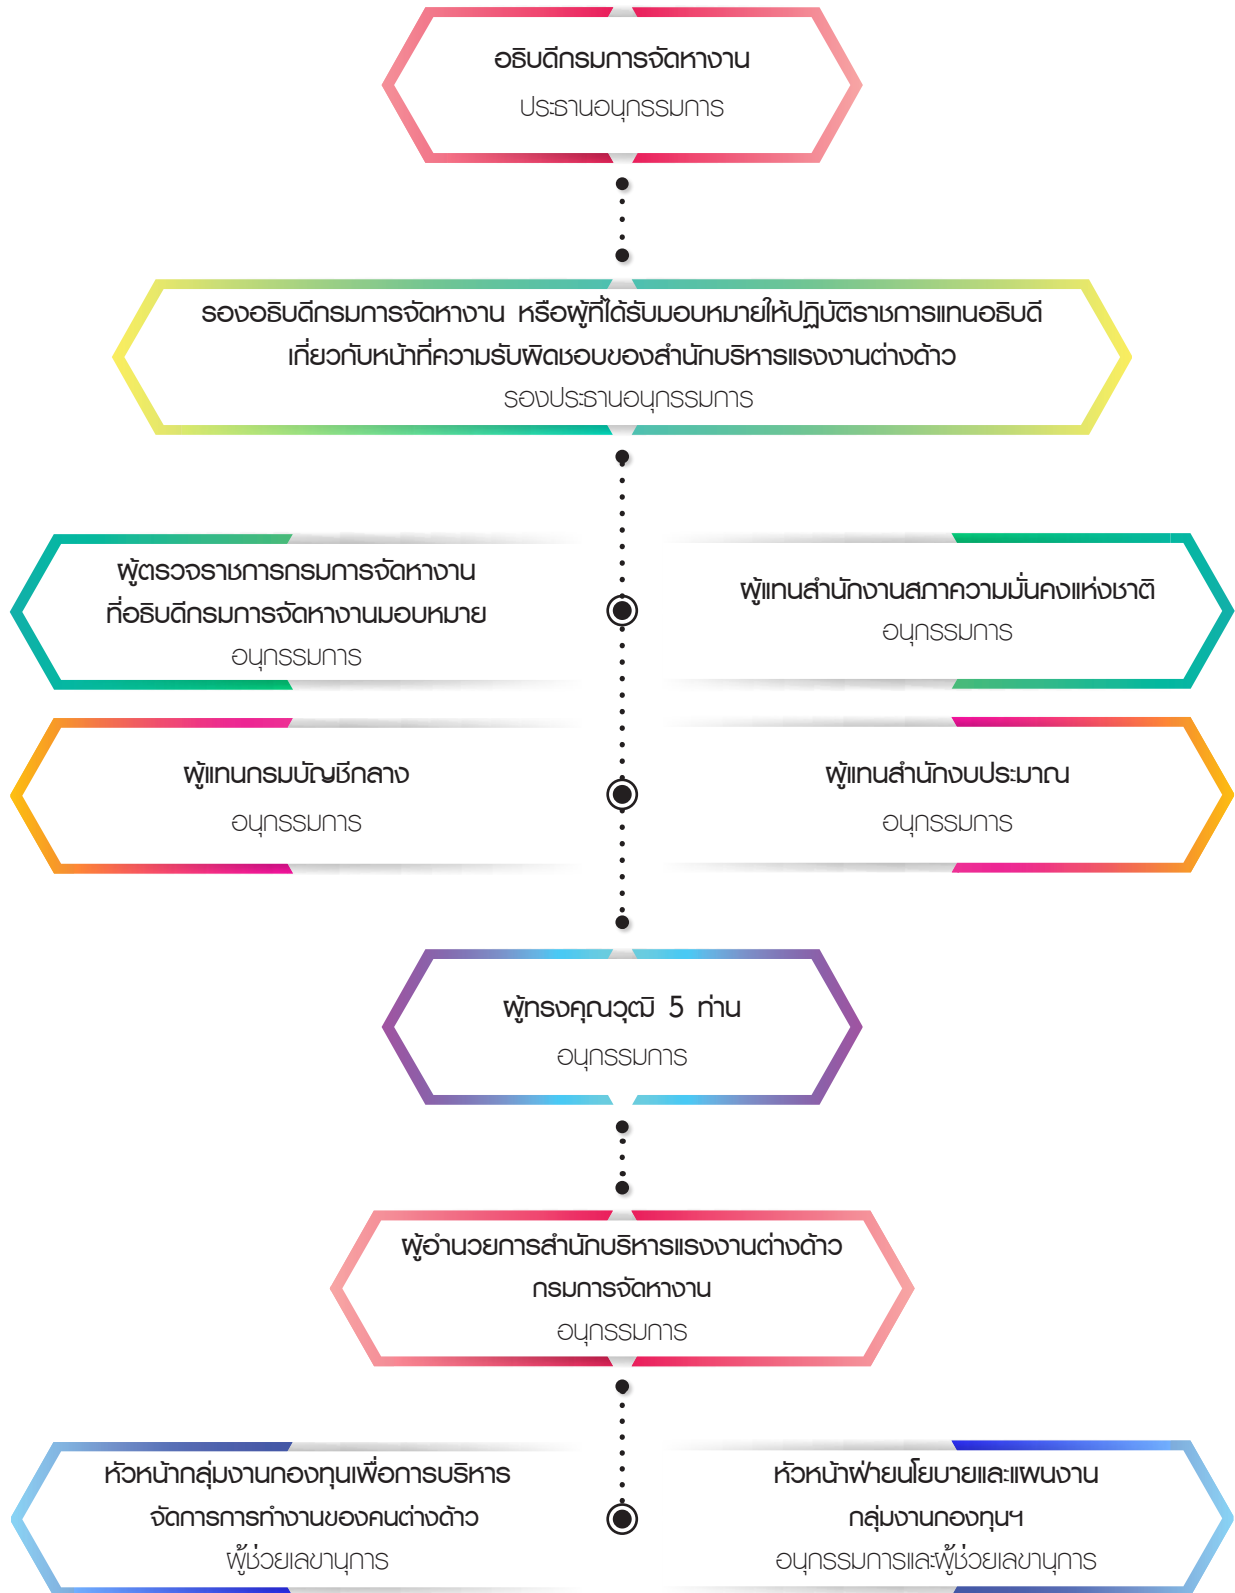 อธิบดีกรมการจัดหางาน
ประธานอนุกรรมการ
รองอธิบดีกรมการจัดหางาน หรือผู้ที่ได้รับมอบหมายให้ปฏิบัติราชการแทนอธิบดี
เกี่ยวกับหน้าที่ความรับผิดชอบของสำนักบริหารแรงงานต่างด้าว
รองประธานอนุกรรมการ
ผู้ตรวจราชการกรมการจัดหางาน
ที่อธิบดีกรมการจัดหางานมอบหมาย
อนุกรรมการ
ผู้แทนสำนักงานสภาความมั่นคงแห่งชาติ
อนุกรรมการ
ผู้แทนกรมบัญชีกลาง
อนุกรรมการ
ผู้แทนสำนักงบประมาณ
อนุกรรมการ
ผู้ทรงคุณวุฒิ 5 ท่าน
อนุกรรมการ
ผู้อำนวยการสำนักบริหารแรงงานต่างด้าว
กรมการจัดหางาน
อนุกรรมการ
หัวหน้ากลุ่มงานกองทุนเพื่อการบริหาร
จัดการการทำงานของคนต่างด้าว
ผู้ช่วยเลขานุการ
หัวหน้าฝ่ายนโยบายและแผนงาน
กลุ่มงานกองทุนฯ
อนุกรรมการและผู้ช่วยเลขานุการ